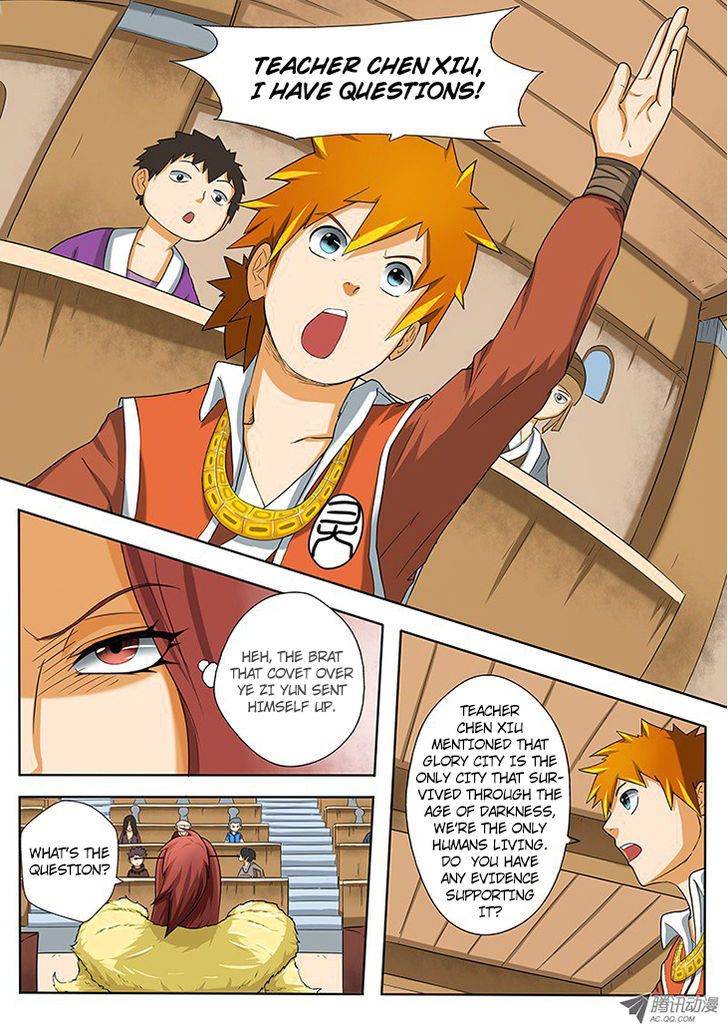 TEACHER CHEN XIU,
I HAVE QUESTIONS!
HEH, THE BRAT
THAT COVET OVER
YE ZI YUN SENT
HIMSELF UP.
WHAT'S THE
QUESTION?
TEACHER
CHEN XIU
MENTIONED THAT
GLORY CITY IS THE
ONLY CITY THAT SUR-
VIVED THROUGH THE
AGE OF DARKNESS,
WE'RE THE ONLY
HUMANS LIVING.
DO YOU HAVE
ANY EVIDENCE
SUPPORTING
IT?
腾讯动漫
AC.QQ.COM